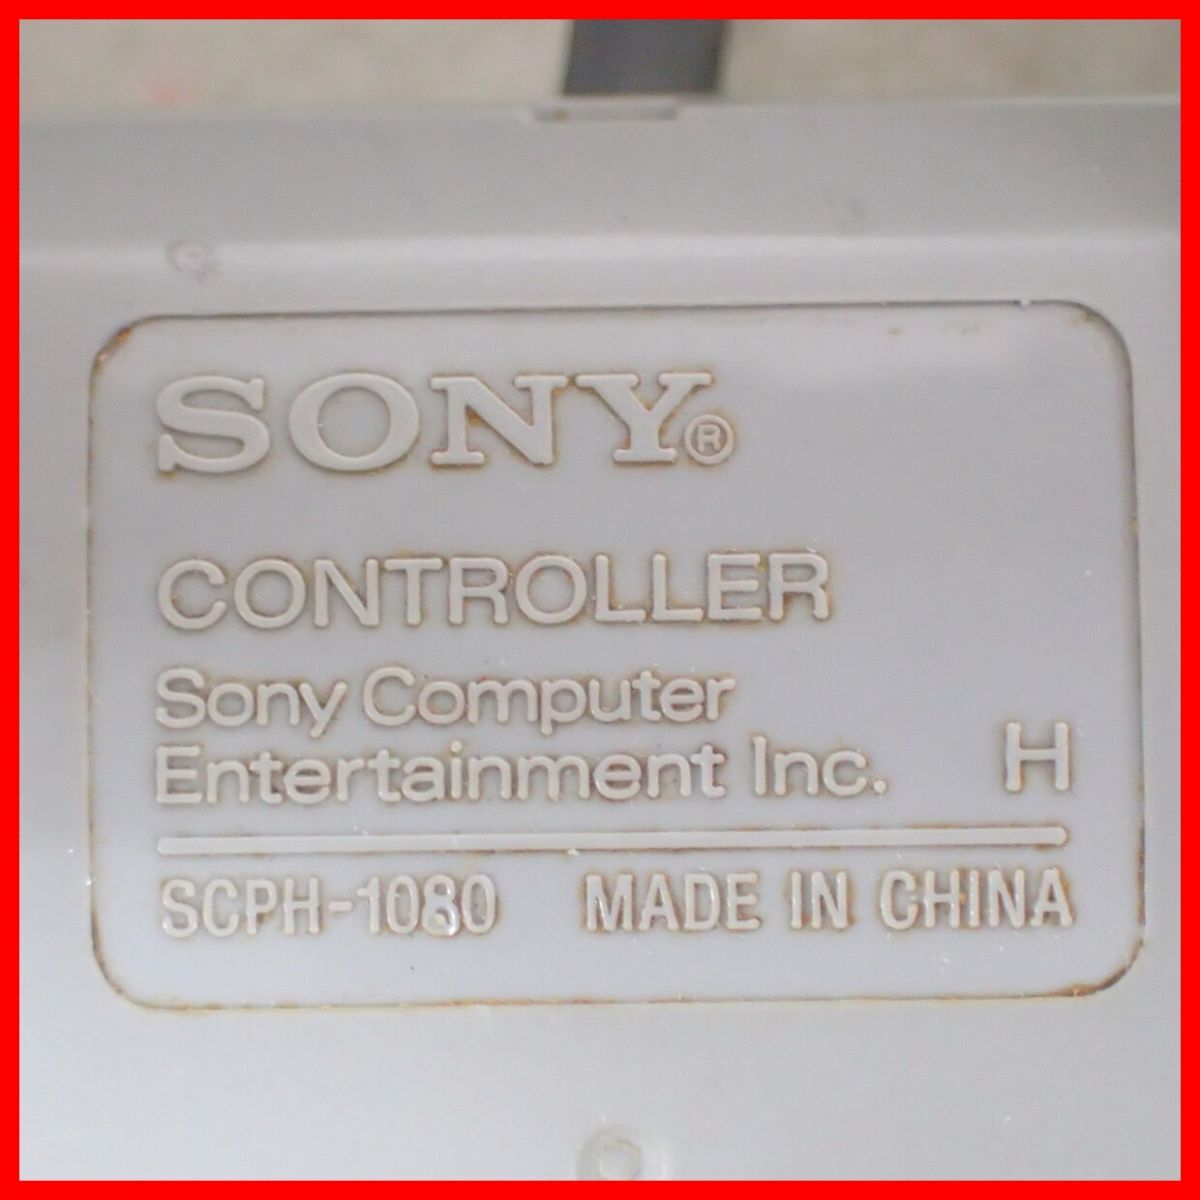 SONY®
CONTROLLER
Sony Computer
Entertainment Inc. H
SCPH-1080 MADE IN CHINA